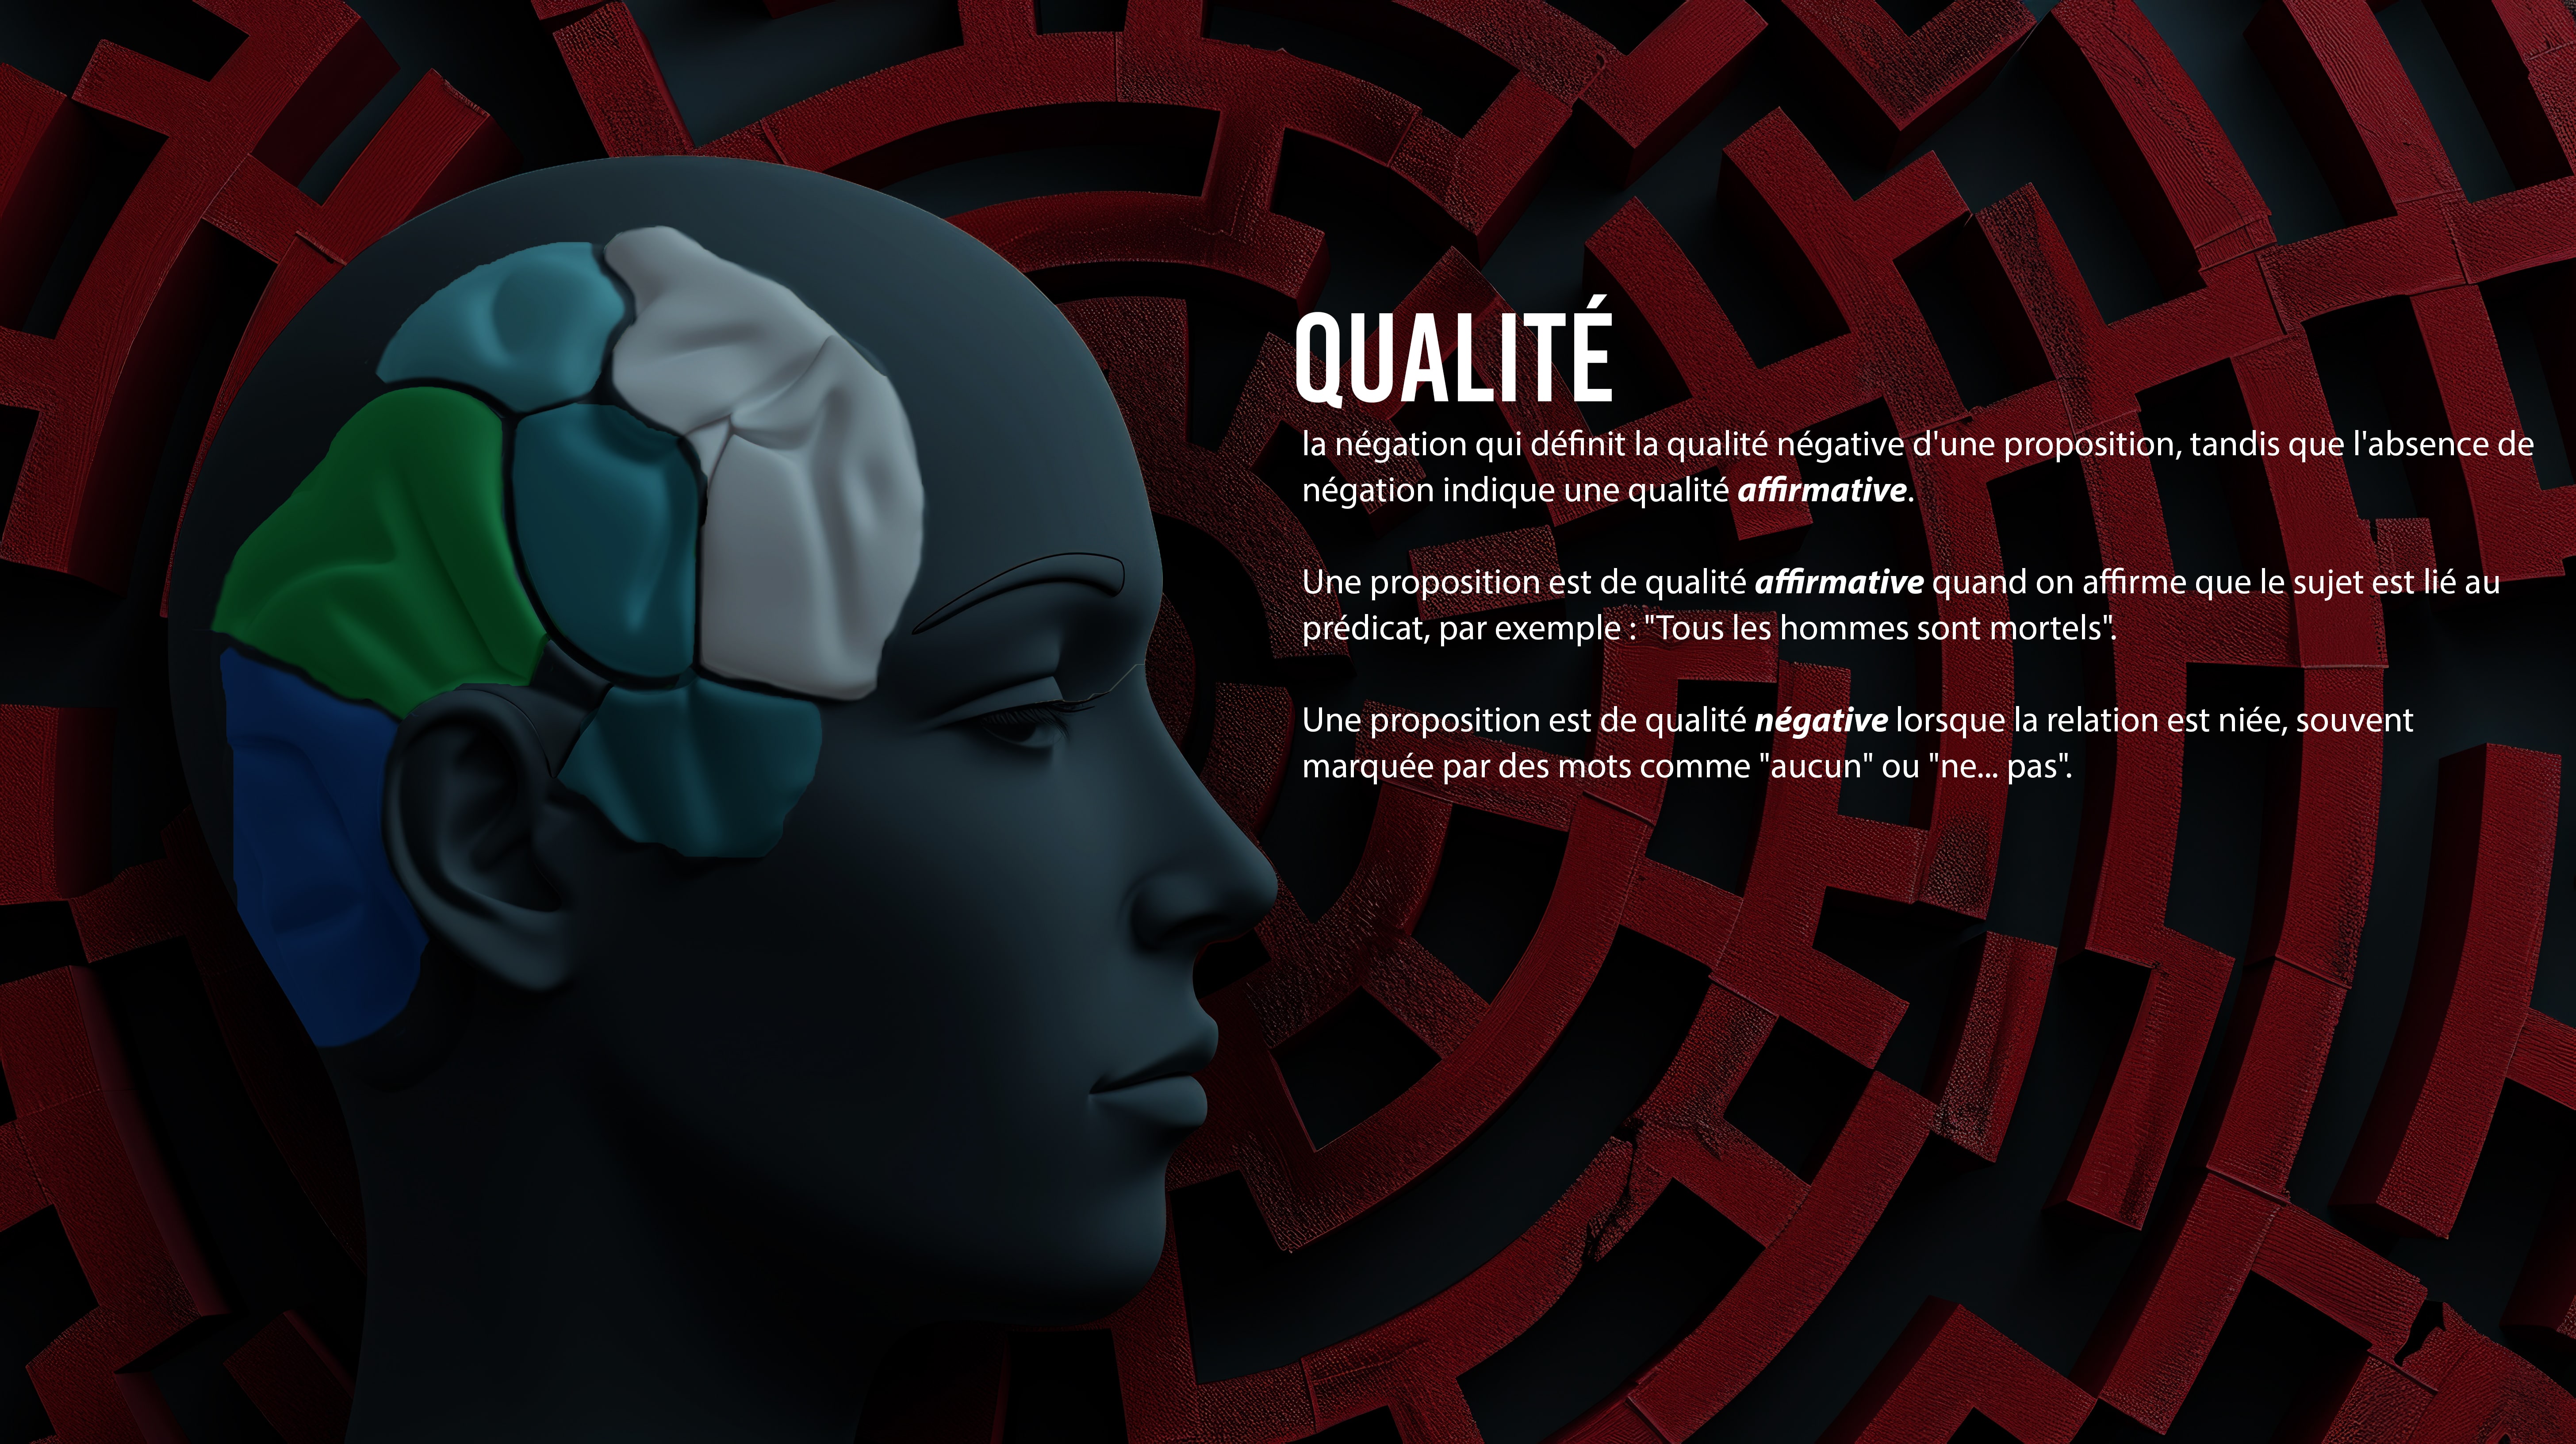 QUALITÉ
la négation qui définit la qualité négative d'une proposition, tandis que l'absence de
négation indique une qualité affirmative.
Une proposition est de qualité affirmative quand on affirme que le sujet est lié au
prédicat, par exemple : "Tous les hommes sont mortels".
Une proposition est de qualité négative lorsque la relation est niée, souvent
marquée par des mots comme "aucun" ou "ne... pas".